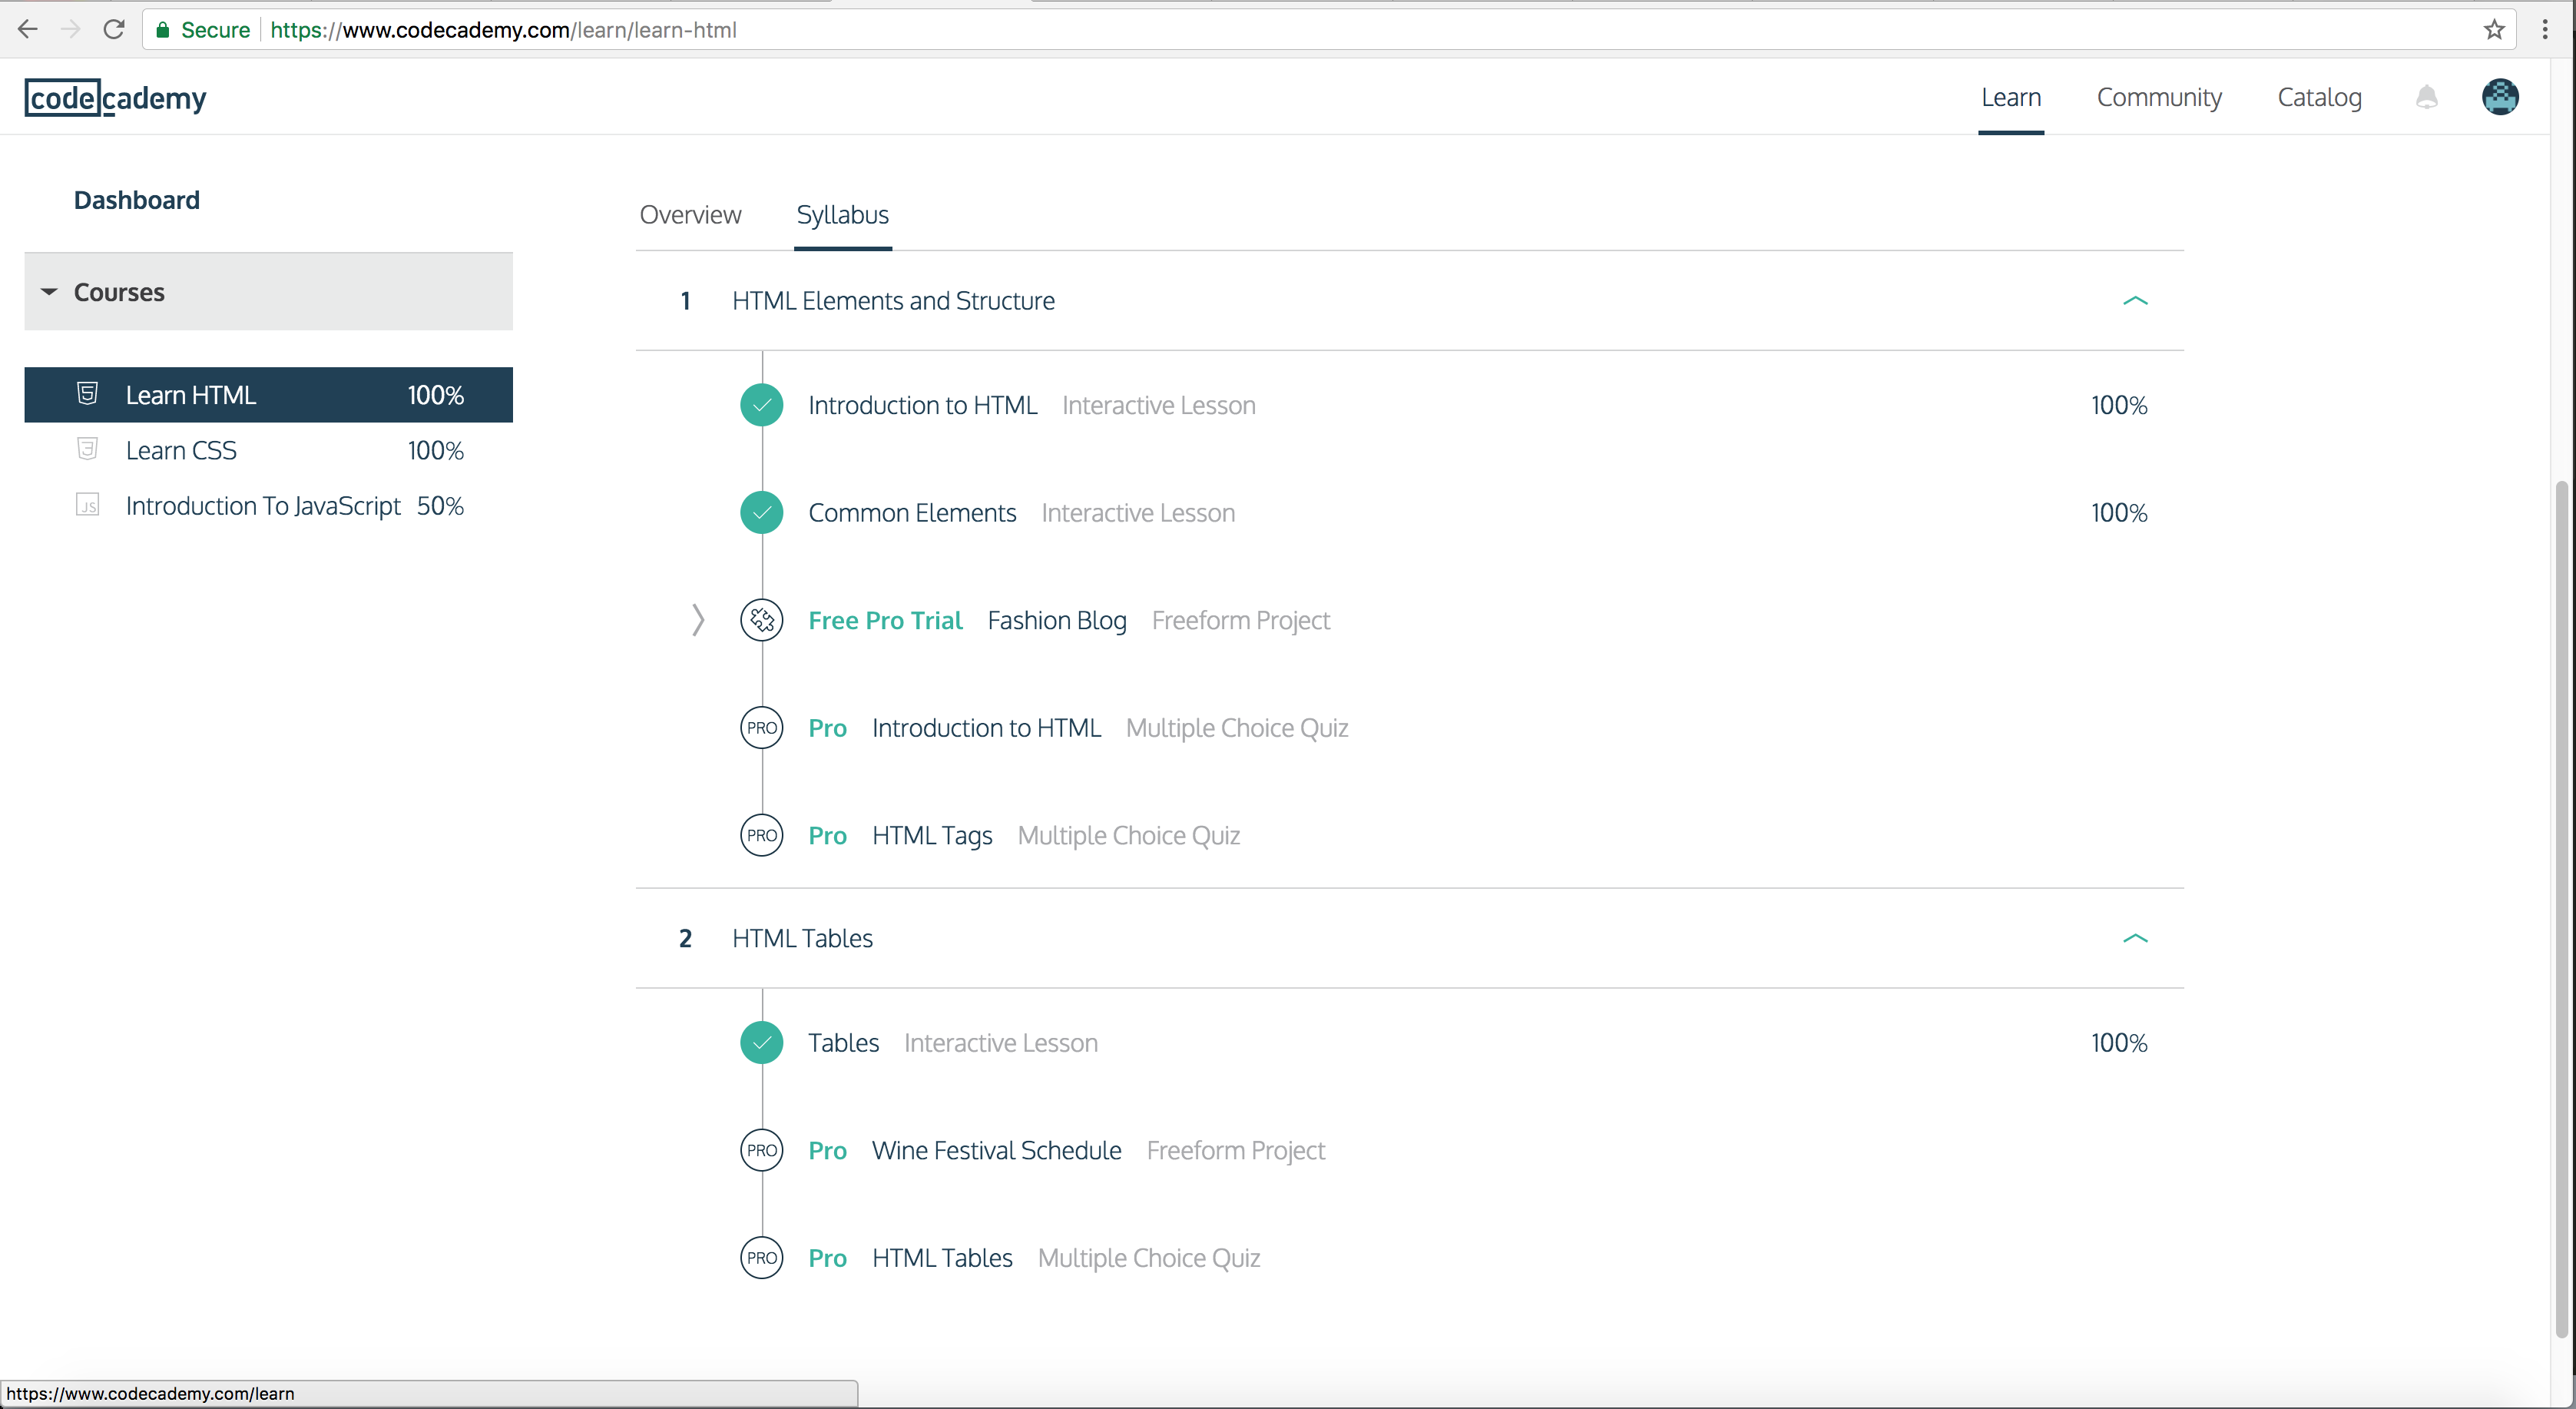 Secure https://www.codecademy.com/learn/learn-html
codecademy
Learn Community Catalog
Dashboard
Courses
Learn HTML 100%
Learn CSS 100%
JS Introduction To JavaScript 50%
Overview Syllabus
1 HTML Elements and Structure
Introduction to HTML Interactive Lesson 100%
Common Elements Interactive Lesson 100%
Free Pro Trial Fashion Blog Freeform Project
PRO Pro Introduction to HTML Multiple Choice Quiz
PRO Pro HTML Tags Multiple Choice Quiz
2 HTML Tables
Tables Interactive Lesson 100%
PRO Pro Wine Festival Schedule Freeform Project
PRO Pro HTML Tables Multiple Choice Quiz
https://www.codecademy.com/learn